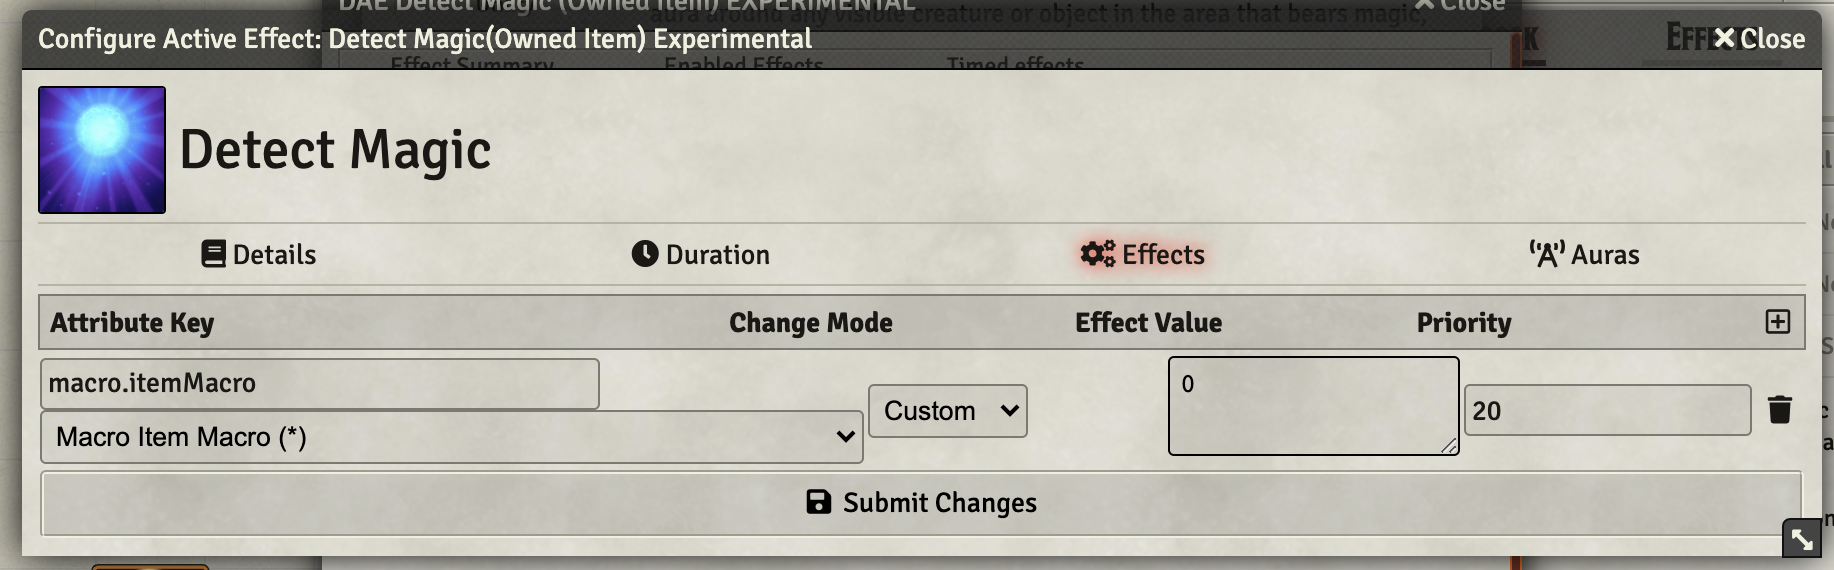 DAE Detect Magic (Owned Item) EXPERIMENTAL
aura around any visible creature or object in the area that bears magic,
Close
Configure Active Effect: Detect Magic(Owned Item) Experimental
Close
Effect Summary Enabled Effects Timed effects
Detect Magic
Details Duration Effects Auras
Attribute Key Change Mode Effect Value Priority
macro.itemMacro
Macro Item Macro (*)
Custom
0
20
Submit Changes